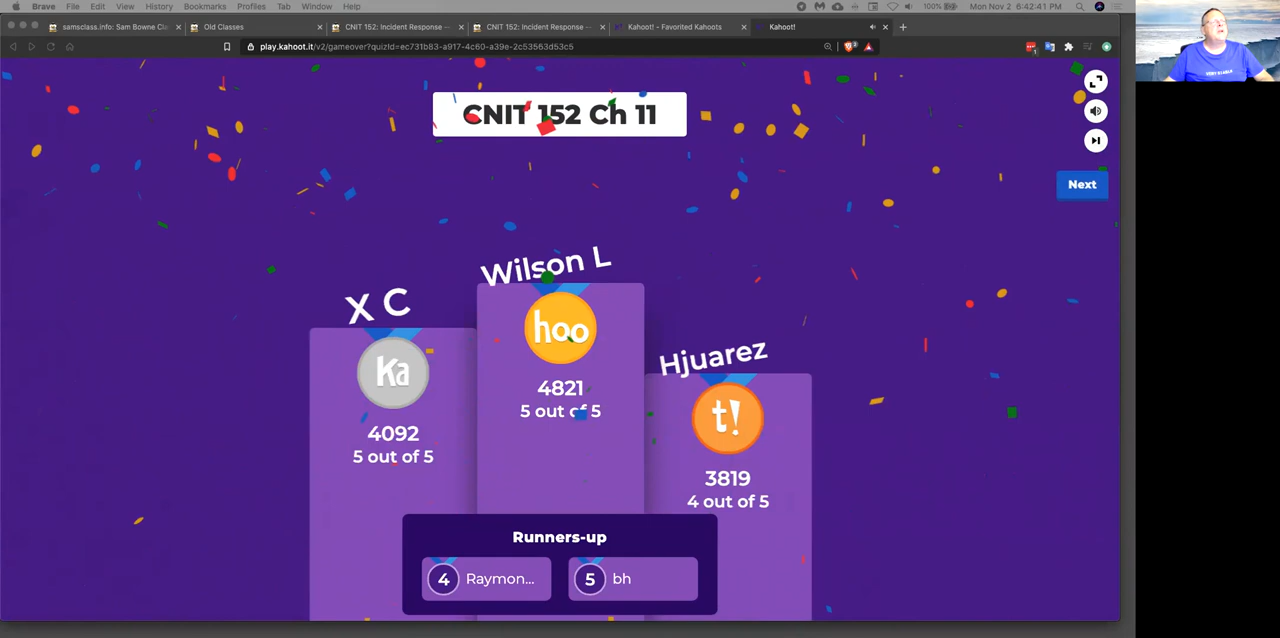 Brave File Edit View History Bookmarks Profiles Tab Window Help 100% Mon Nov 2 6:42:41 PM
samsclass.info: Sam Bowne Cla Old Classes CNIT 152: Incident Response — CNIT 152: Incident Response — Kahoot! - Favorited Kahoots Kahoot!
play.kahoot.it/v2/gameover?quizId=ec731b83-a917-4c60-a39e-2c53563d53c5
CNIT 152 Ch 11
Next
Wilson L
X C
Hjuarez
hoo
Ka
t!
4821
5 out of 5
4092
5 out of 5
3819
4 out of 5
Runners-up
4 Raymon...
5 bh